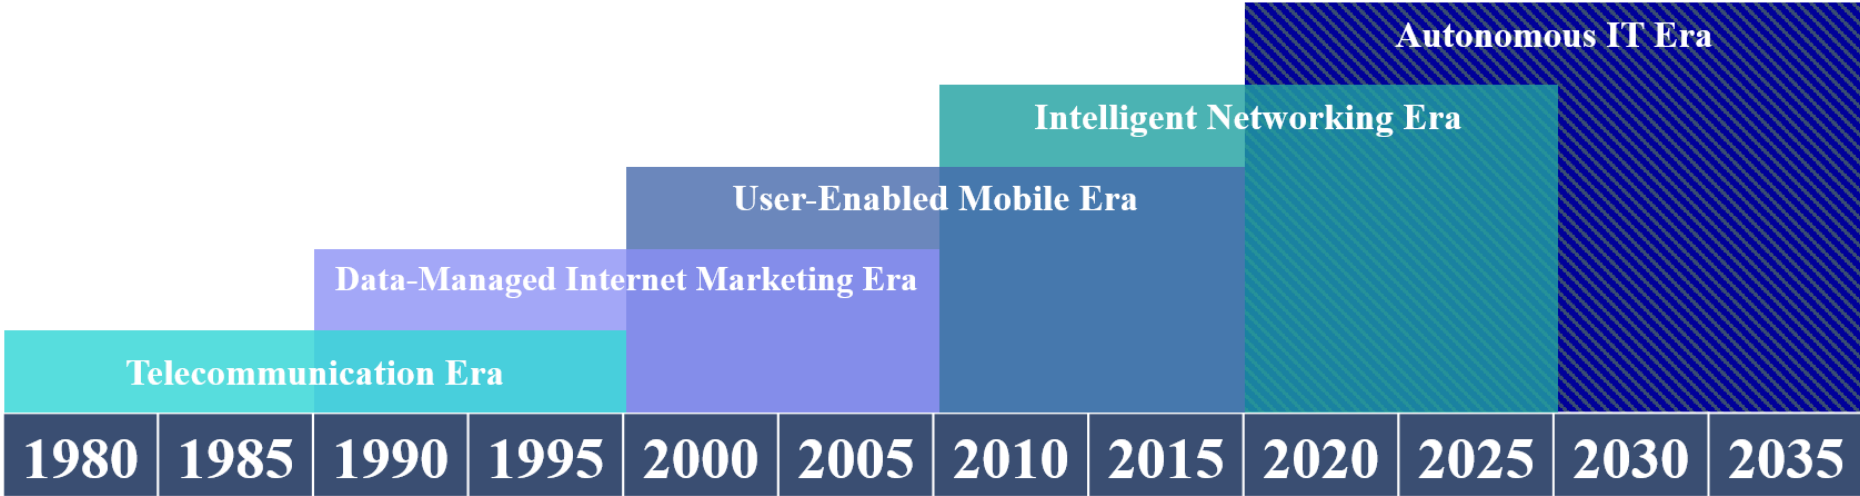 Autonomous IT Era
Intelligent Networking Era
User-Enabled Mobile Era
Data-Managed Internet Marketing Era
Telecommunication Era
1980 1985 1990 1995 2000 2005 2010 2015 2020 2025 2030 2035